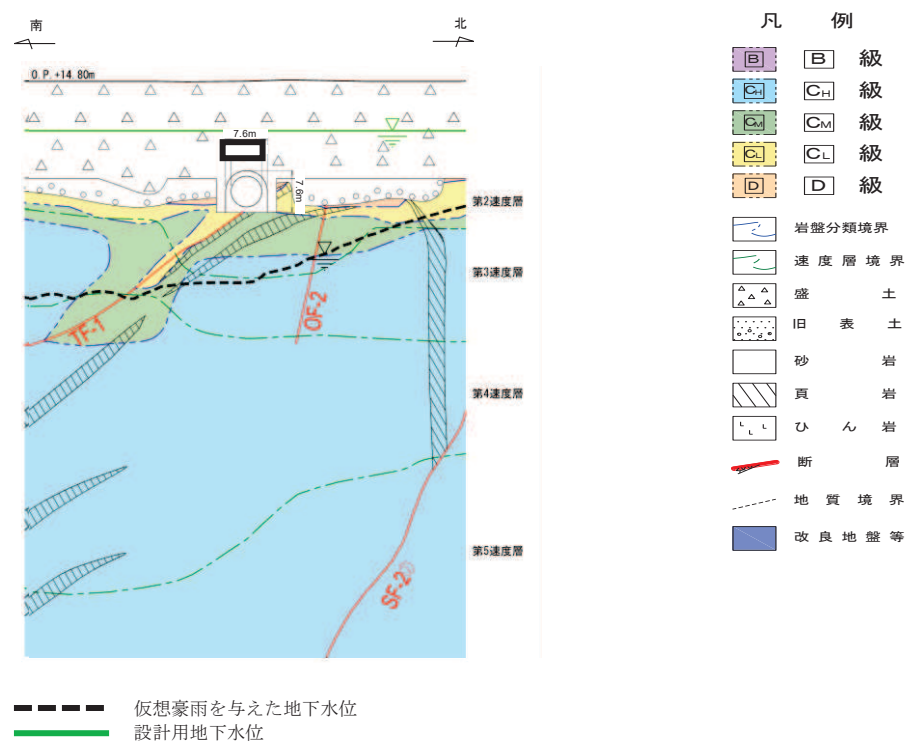 南
北
O.P.+14.80m
7.6m
7.6m
第2速度層
第3速度層
第4速度層
第5速度層
TF-1
OF-2
凡 例
B B 級
CH CH 級
CM CM 級
CL CL 級
D D 級
岩盤分類境界
速度層境界
盛土
旧表土
砂岩
頁岩
ひん岩
断層
地質境界
改良地盤等
仮想豪雨を与えた地下水位
設計用地下水位